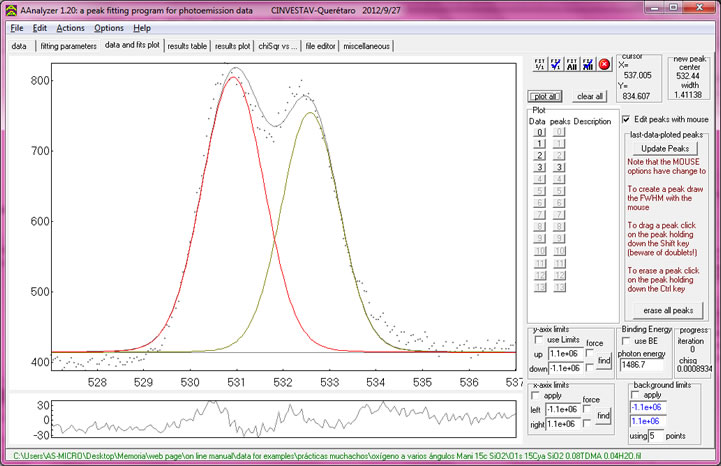 AAnalyzer 1.20: a peak fitting program for photoemission data CINVESTAV-Querétaro 2012/9/27
File Edit Actions Options Help
data fitting parameters data and fits plot results table results plot chiSqr vs ... file editor miscellaneous
800
700
600
500
400
528 529 530 531 532 533 534 535 536 537
30
0
-30
FIT 1/1 FIT All
plot all clear all
cursor
X=
537.005
Y=
834.607
new peak
center
532.44
width
1.41138
Plot
Data peaks Description
0 0
1 1
2 2
3 3
4 4
5 5
6 6
7 7
8 8
9 9
10 10
11 11
12 12
13 13
Edit peaks with mouse
last-data-ploted peaks
Update Peaks
Note that the MOUSE
options have change to
To create a peak draw
the FWHM with the
mouse
To drag a peak click
on the peak holding
down the Shift key
(beware of doublets!)
To erase a peak click
on the peak holding
down the Ctrl key
erase all peaks
y-axis limits
use Limits force
up 1.1e+06
down -1.1e+06
find
Binding Energy
use BE
photon energy
1486.7
progress
iteration
0
chisq
0.0008934
x-axis limits
apply force
left -1.1e+06
right 1.1e+06
find
background limits
apply
-1.1e+06
1.1e+06
using 5 points
C:\Users\AS-MICRO\Desktop\Memoria\web page\on line manual\data for examples\prácticas muchachos\oxígeno a varios ángulos Mani 15c SiO2\O1s 15Cya SiO2 0.08TDMA 0.04H2O.fil